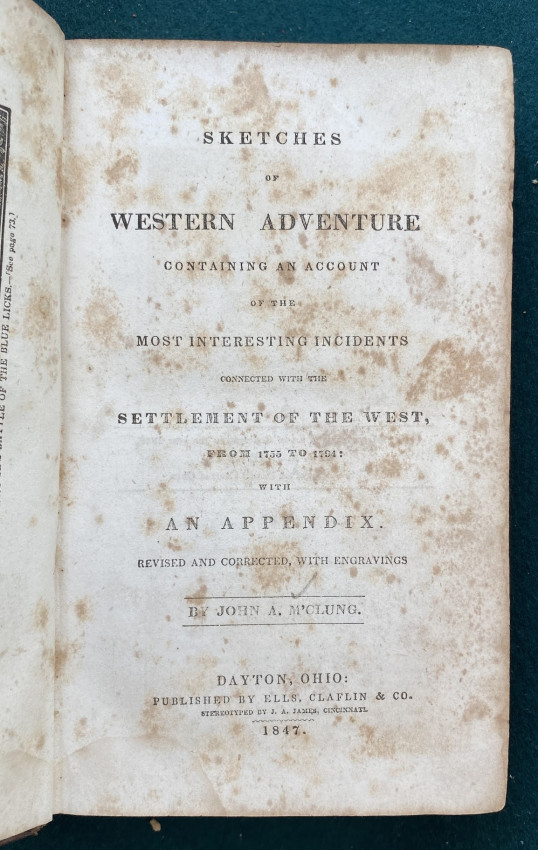 SKETCHES
OF
WESTERN ADVENTURE
CONTAINING AN ACCOUNT
OF THE
MOST INTERESTING INCIDENTS
CONNECTED WITH THE
SETTLEMENT OF THE WEST,
FROM 1755 TO 1794:
WITH
AN APPENDIX.
REVISED AND CORRECTED, WITH ENGRAVINGS
BY JOHN A. M'CLUNG.
DAYTON, OHIO:
PUBLISHED BY ELLS, CLAFLIN & CO.
STEREOTYPED BY J. A. JAMES, CINCINNATI.
1847.
BATTLE OF THE BLUE LICKS.—[See page 73.]